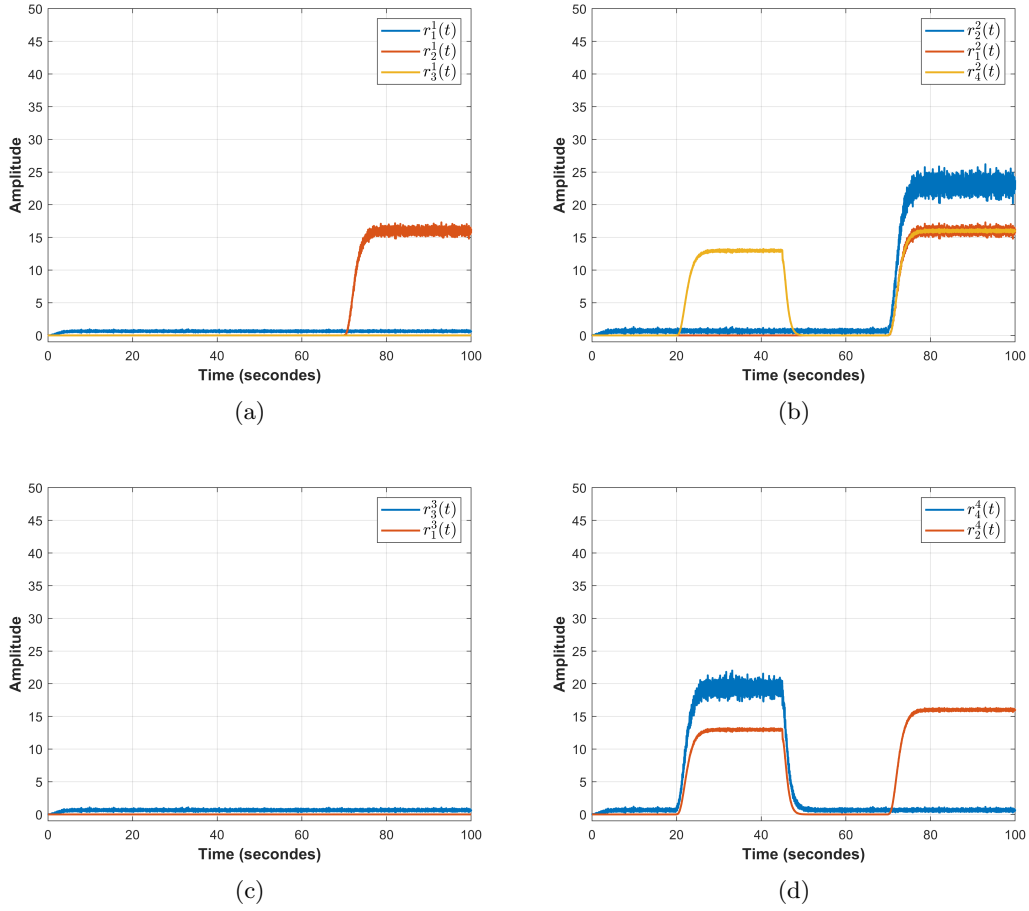 50
45
40
35
30
25
20
15
10
5
0
Amplitude
0 20 40 60 80 100
Time (secondes)
r_1^1(t)
r_2^1(t)
r_3^1(t)
(a)
50
45
40
35
30
25
20
15
10
5
0
Amplitude
0 20 40 60 80 100
Time (secondes)
r_2^2(t)
r_1^2(t)
r_4^2(t)
(b)
50
45
40
35
30
25
20
15
10
5
0
Amplitude
0 20 40 60 80 100
Time (secondes)
r_3^3(t)
r_1^3(t)
(c)
50
45
40
35
30
25
20
15
10
5
0
Amplitude
0 20 40 60 80 100
Time (secondes)
r_4^4(t)
r_2^4(t)
(d)